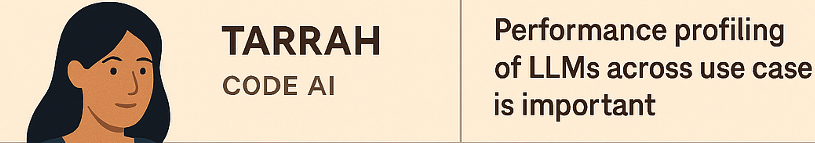 TARRAH
CODE AI
Performance profiling
of LLMs across use case
is important